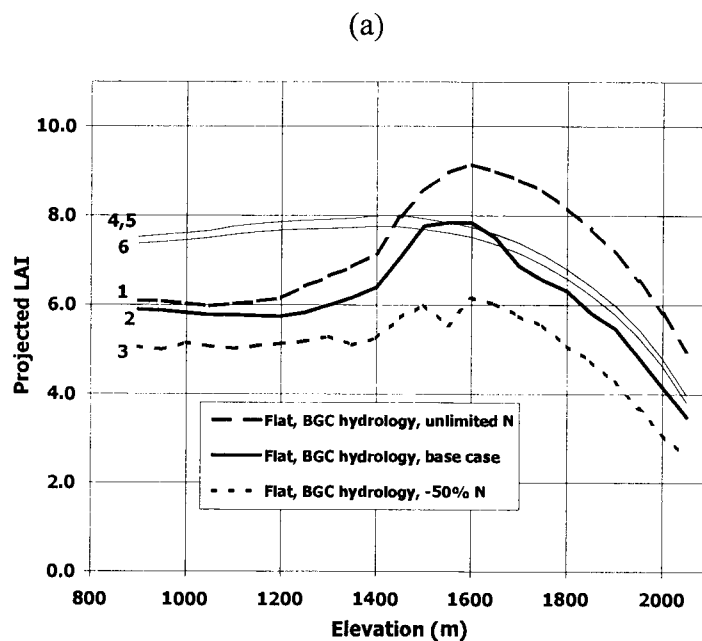 (a)
10.0
8.0
6.0
4.0
2.0
0.0
Projected LAI
4,5
6
1
2
3
Flat, BGC hydrology, unlimited N
Flat, BGC hydrology, base case
Flat, BGC hydrology, -50% N
800 1000 1200 1400 1600 1800 2000
Elevation (m)